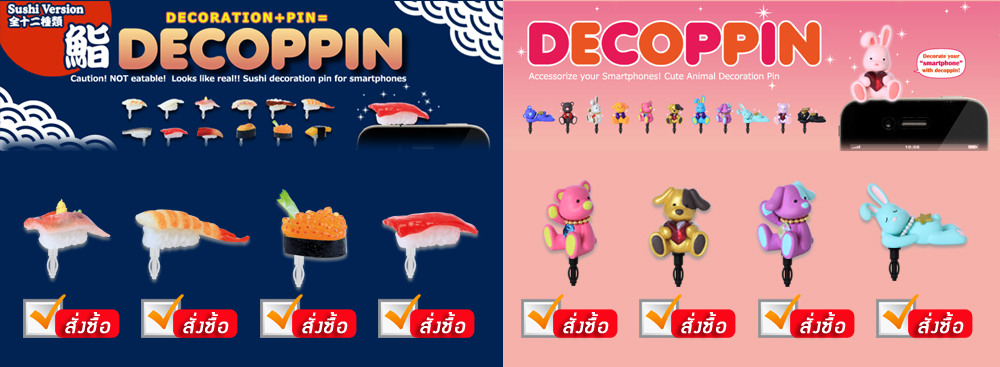 Sushi Version
全十二種類
鮨
DECORATION+PIN=
DECOPPIN
Caution! NOT eatable! Looks like real!! Sushi decoration pin for smartphones
สั่งซื้อ
สั่งซื้อ
สั่งซื้อ
สั่งซื้อ
DECOPPIN
Accessorize your Smartphones! Cute Animal Decoration Pin
Decorate your
"smartphone"
with decoppin!
10:00
สั่งซื้อ
สั่งซื้อ
สั่งซื้อ
สั่งซื้อ